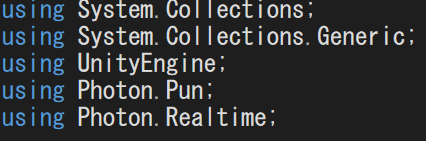 using System.Collections;
using System.Collections.Generic;
using UnityEngine;
using Photon.Pun;
using Photon.Realtime;